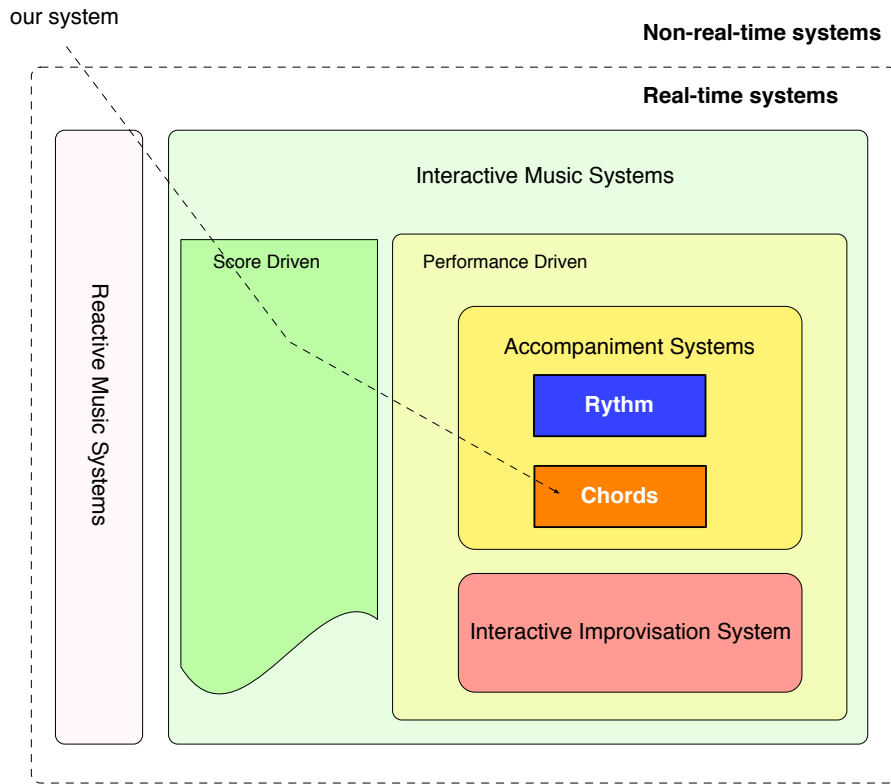 our system
Non-real-time systems
Real-time systems
Interactive Music Systems
Reactive Music Systems
Score Driven
Performance Driven
Accompaniment Systems
Rythm
Chords
Interactive Improvisation System